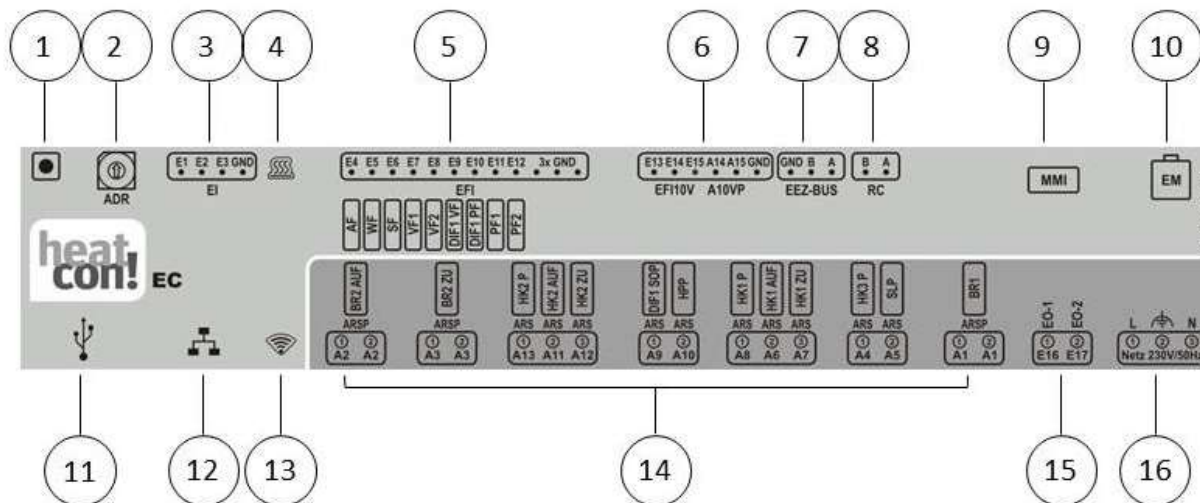 1 2 3 4 5 6 7 8 9 10
E1 E2 E3 GND E4 E5 E6 E7 E8 E9 E10 E11 E12 3x GND E13 E14 E15 A14 A15 GND GND B A B A
ADR EI EFI EFI10V A10VP EEZ-BUS RC MMI EM
AF WF SF VF1 VF2 DIF1 VF DIF1 PF PF1 PF2
heat
con! EC
BR2 AUF BR2 ZU HK2 P HK2 AUF HK2 ZU DIF1 SOP HPP HK1 P HK1 AUF HK1 ZU HK3 P SLP BR1 EO-1 EO-2
ARSP ARSP ARS ARS ARS ARS ARS ARS ARS ARS ARS ARS ARSP L N
1 2 1 2 1 2 3 1 2 1 2 3 1 2 1 2 1 2 1 2 3
A2 A2 A3 A3 A13 A11 A12 A9 A10 A8 A6 A7 A4 A5 A1 A1 E16 E17 Netz 230V/50Hz
11 12 13 14 15 16